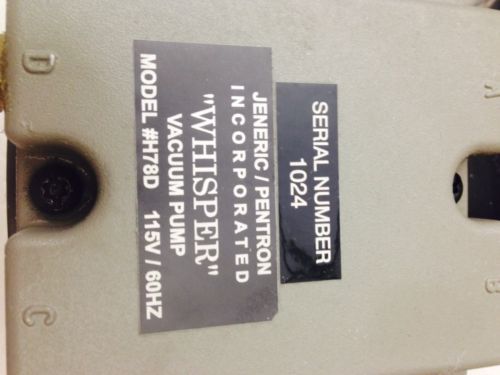 SERIAL NUMBER
1024
JENERIC / PENTRON
INCORPORATED
"WHISPER"
VACUUM PUMP
MODEL #H78D 115V / 60HZ
A
B
C
D